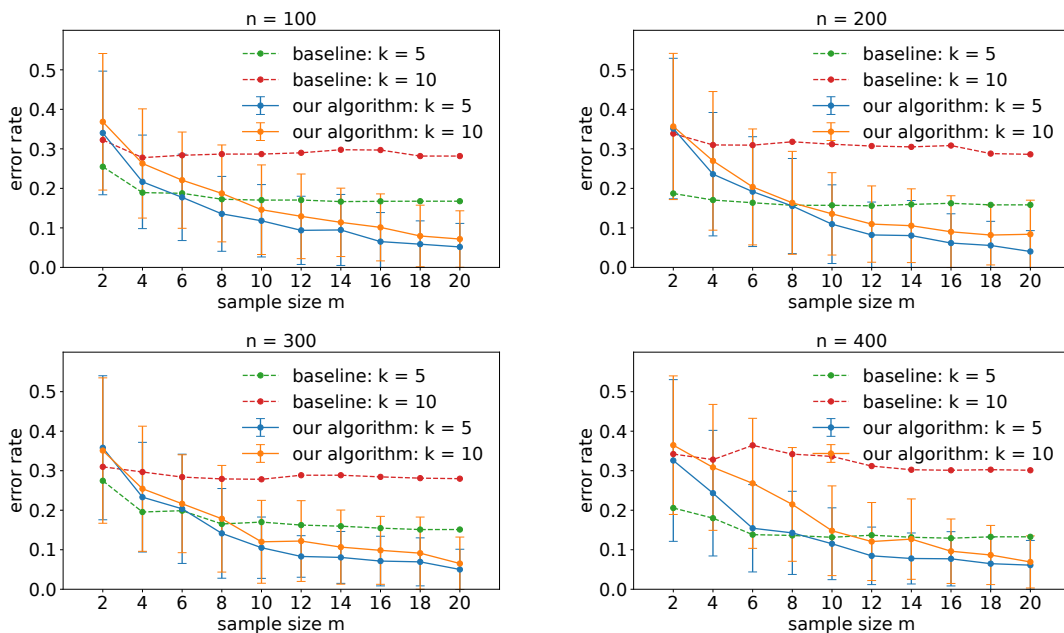 n = 100
0.5
0.4
0.3
0.2
0.1
0.0
error rate
baseline: k = 5
baseline: k = 10
our algorithm: k = 5
our algorithm: k = 10
2 4 6 8 10 12 14 16 18 20
sample size m
n = 200
0.5
0.4
0.3
0.2
0.1
0.0
error rate
baseline: k = 5
baseline: k = 10
our algorithm: k = 5
our algorithm: k = 10
2 4 6 8 10 12 14 16 18 20
sample size m
n = 300
0.5
0.4
0.3
0.2
0.1
0.0
error rate
baseline: k = 5
baseline: k = 10
our algorithm: k = 5
our algorithm: k = 10
2 4 6 8 10 12 14 16 18 20
sample size m
n = 400
0.5
0.4
0.3
0.2
0.1
0.0
error rate
baseline: k = 5
baseline: k = 10
our algorithm: k = 5
our algorithm: k = 10
2 4 6 8 10 12 14 16 18 20
sample size m